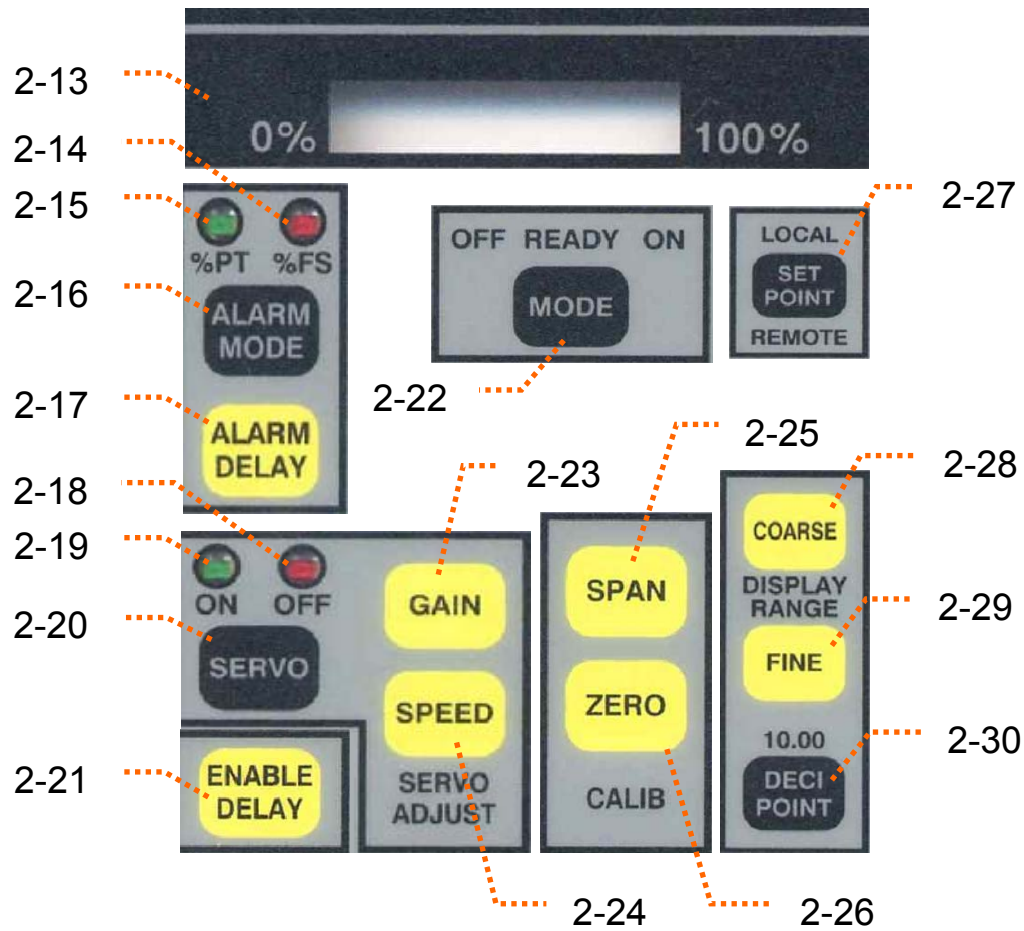 2-13
0% 100%
2-14
2-15
%PT %FS
2-16
ALARM
MODE
2-17
ALARM
DELAY
2-18
2-19
ON OFF
2-20
SERVO
2-21
ENABLE
DELAY
OFF READY ON
MODE
2-22
LOCAL
SET
POINT
REMOTE
2-27
2-23
GAIN
SPEED
SERVO
ADJUST
2-24
2-25
SPAN
ZERO
CALIB
2-26
2-28
COARSE
DISPLAY
RANGE
2-29
FINE
10.00
2-30
DECI
POINT